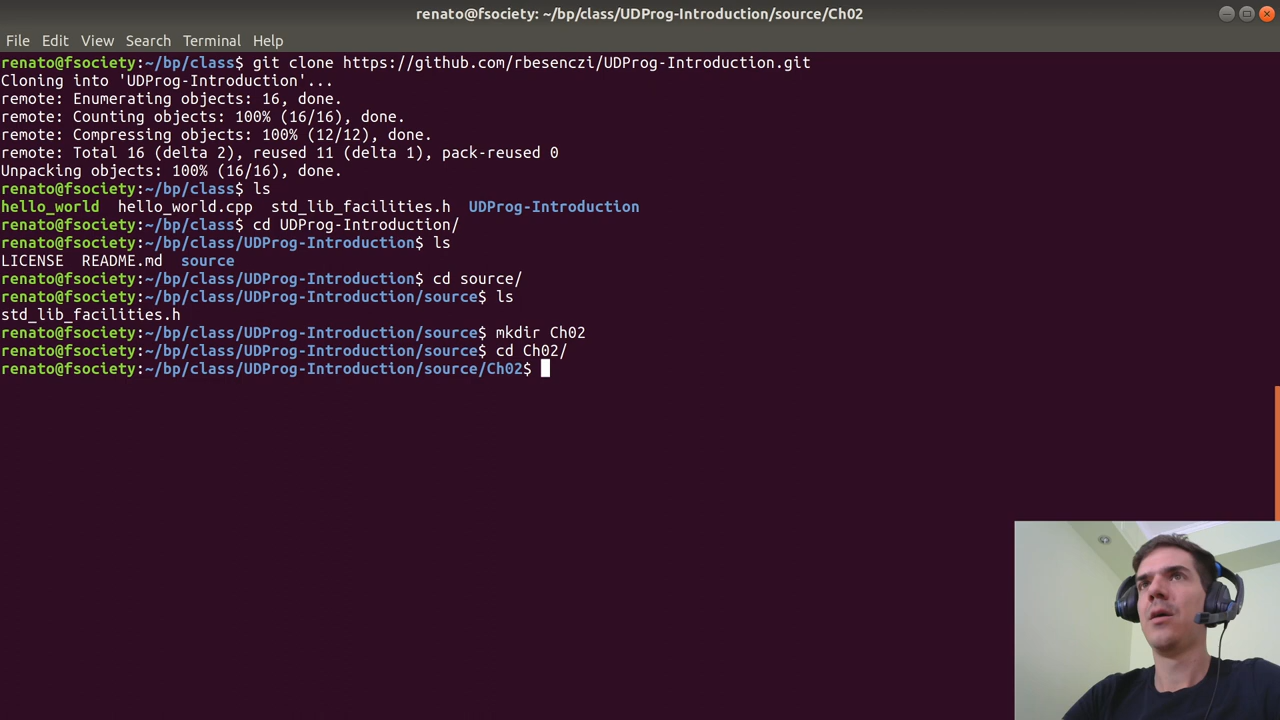 renato@fsociety: ~/bp/class/UDProg-Introduction/source/Ch02
File Edit View Search Terminal Help
renato@fsociety:~/bp/class$ git clone https://github.com/rbesenczi/UDProg-Introduction.git
Cloning into 'UDProg-Introduction'...
remote: Enumerating objects: 16, done.
remote: Counting objects: 100% (16/16), done.
remote: Compressing objects: 100% (12/12), done.
remote: Total 16 (delta 2), reused 11 (delta 1), pack-reused 0
Unpacking objects: 100% (16/16), done.
renato@fsociety:~/bp/class$ ls
hello_world  hello_world.cpp  std_lib_facilities.h  UDProg-Introduction
renato@fsociety:~/bp/class$ cd UDProg-Introduction/
renato@fsociety:~/bp/class/UDProg-Introduction$ ls
LICENSE  README.md  source
renato@fsociety:~/bp/class/UDProg-Introduction$ cd source/
renato@fsociety:~/bp/class/UDProg-Introduction/source$ ls
std_lib_facilities.h
renato@fsociety:~/bp/class/UDProg-Introduction/source$ mkdir Ch02
renato@fsociety:~/bp/class/UDProg-Introduction/source$ cd Ch02/
renato@fsociety:~/bp/class/UDProg-Introduction/source/Ch02$